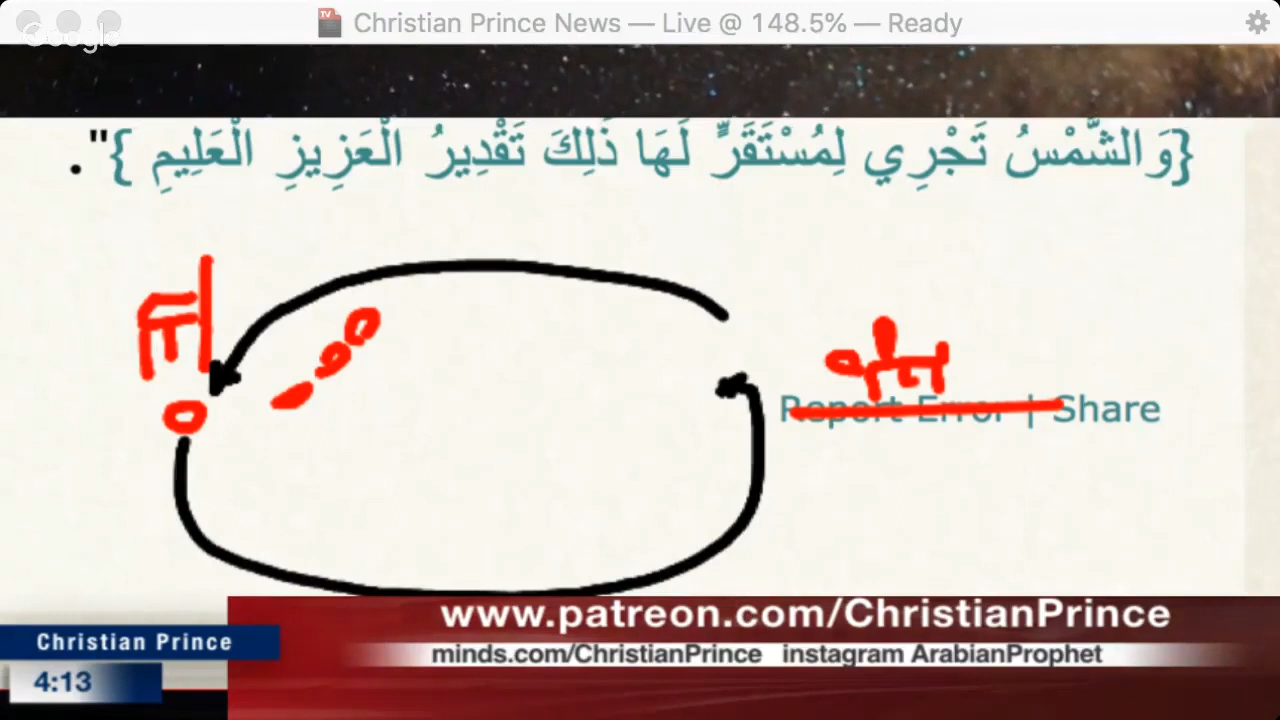 Christian Prince News — Live @ 148.5% — Ready
Google
{وَالشَّمْسُ تَجْرِي لِمُسْتَقَرٍّ لَهَا ذَلِكَ تَقْدِيرُ الْعَزِيزِ الْعَلِيمِ }".
Report Error | Share
www.patreon.com/ChristianPrince
Christian Prince
minds.com/ChristianPrince instagram ArabianProphet
4:13